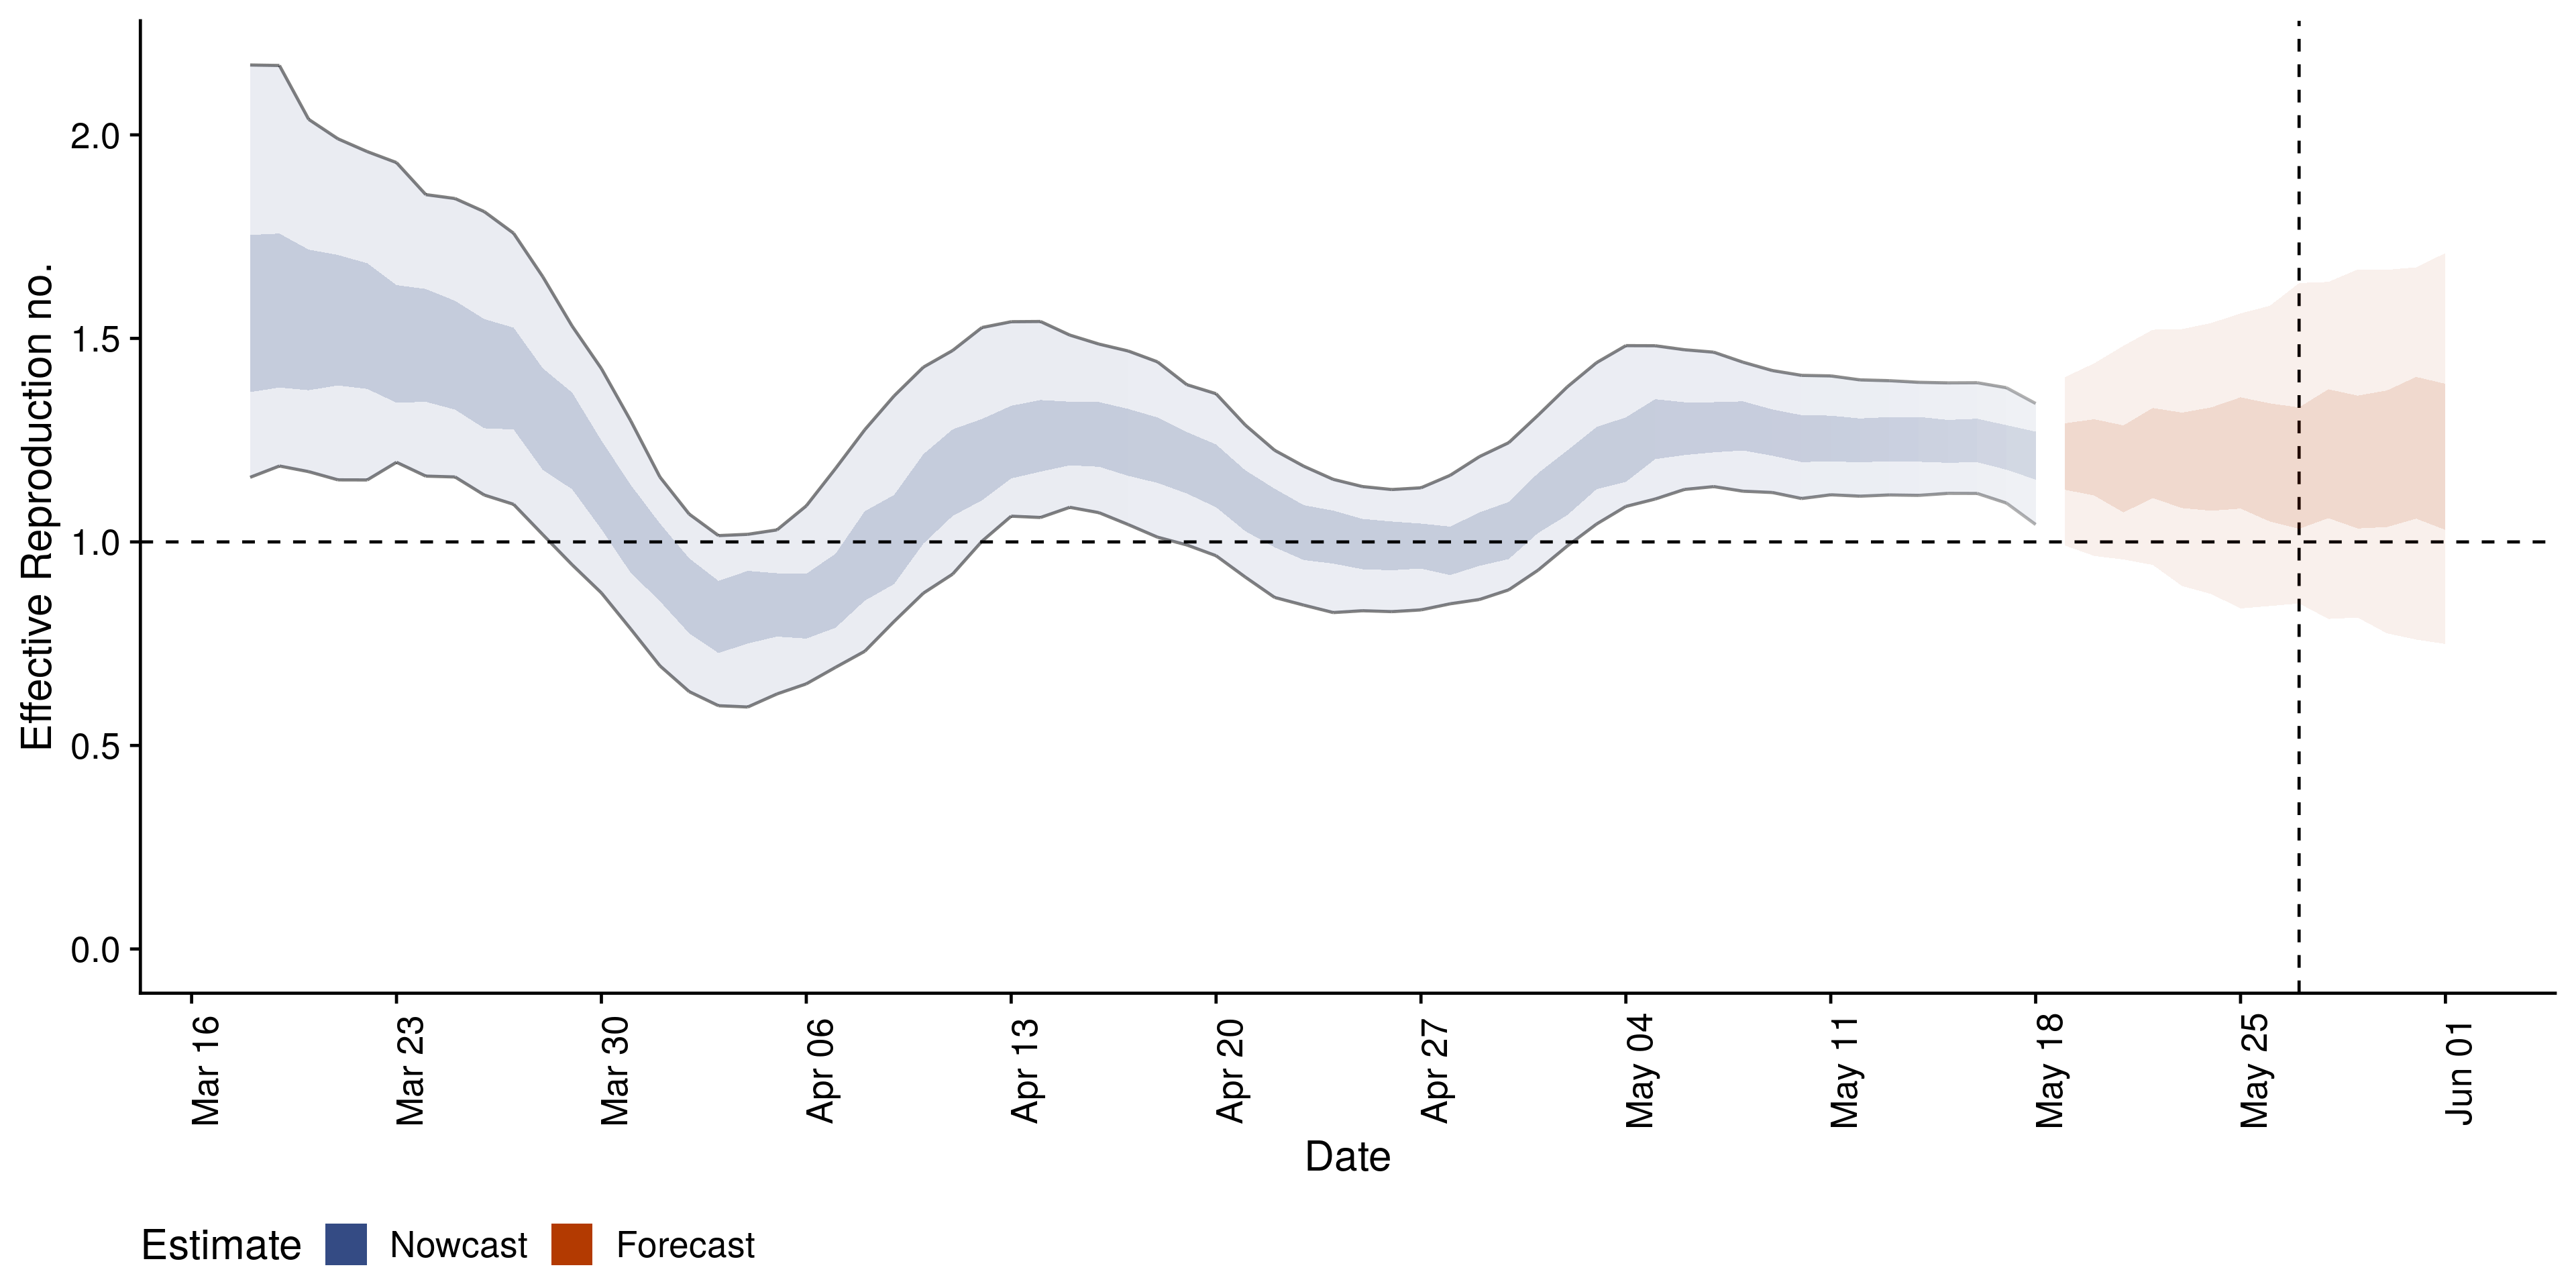 Effective Reproduction no.
2.0
1.5
1.0
0.5
0.0
Mar 16
Mar 23
Mar 30
Apr 06
Apr 13
Apr 20
Apr 27
May 04
May 11
May 18
May 25
Jun 01
Date
Estimate Nowcast Forecast